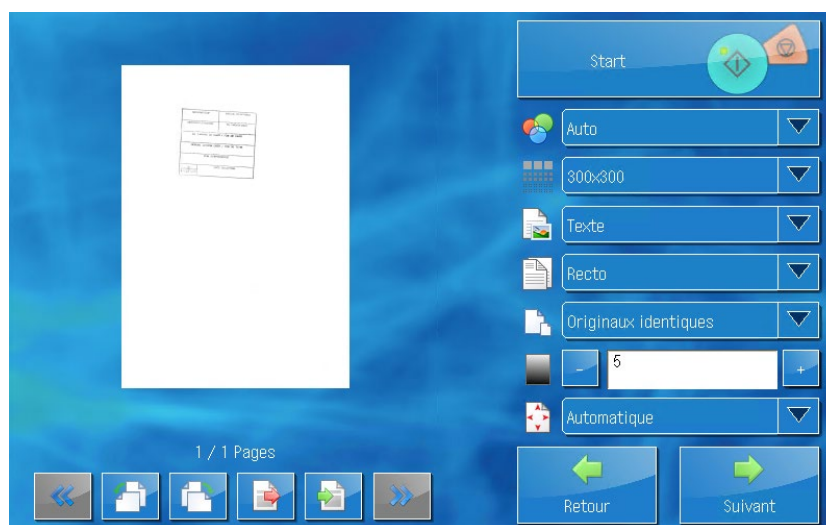 Start
Auto
300x300
Texte
Recto
Originaux identiques
- 5 +
Automatique
1 / 1 Pages
Retour
Suivant